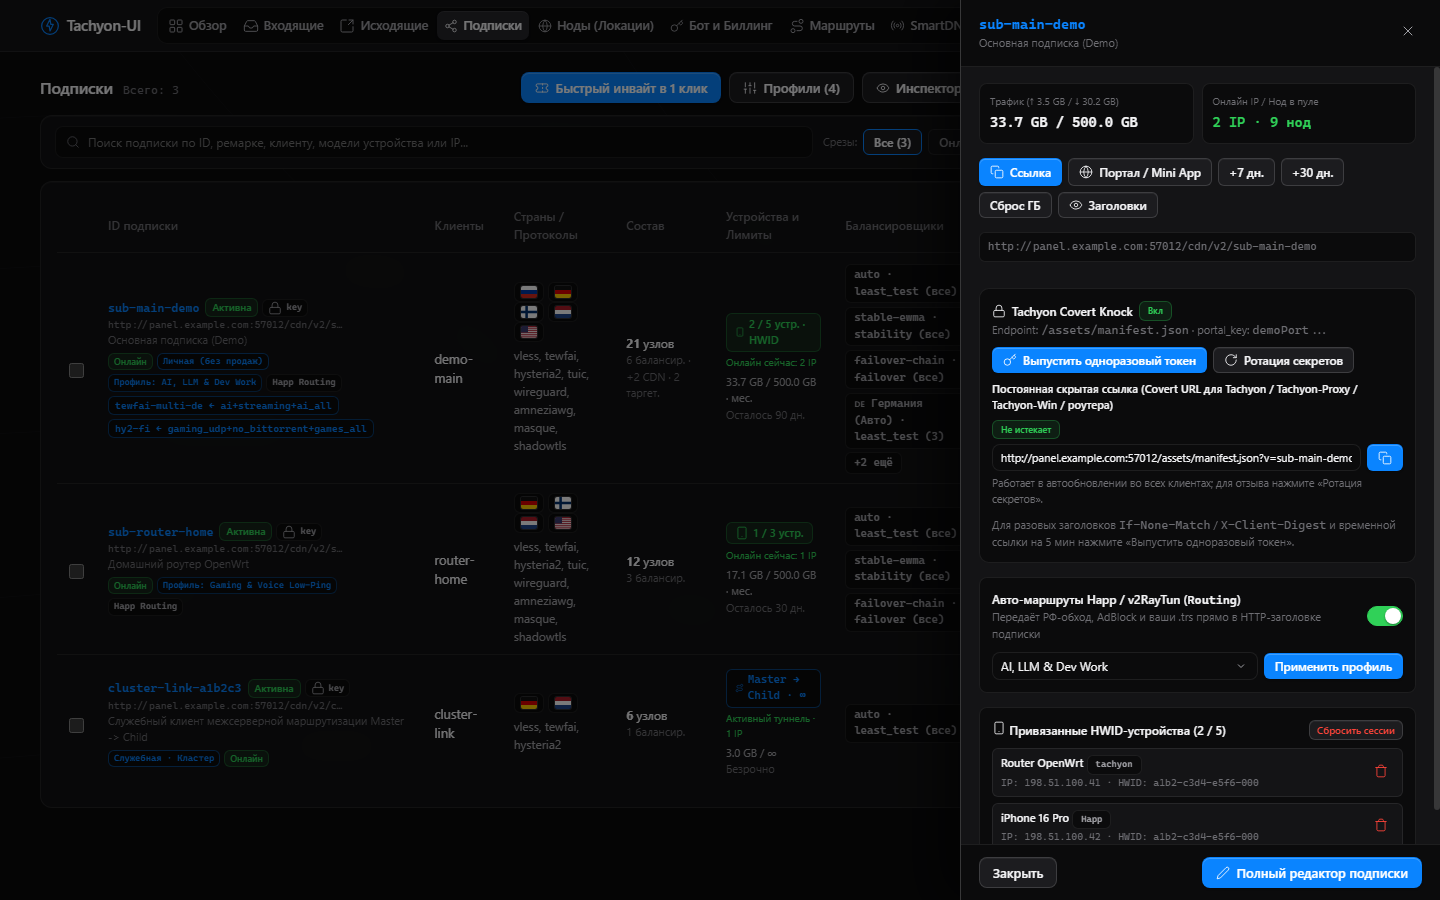 Tachyon-UI
Обзор
Входящие
Исходящие
Подписки
Ноды (Локации)
Бот и Биллинг
Маршруты
SmartDN
Подписки
Всего: 3
Быстрый инвайт в 1 клик
Профили (4)
Инспектор
Поиск подписки по ID, ремарке, клиенту, модели устройства или IP...
Срезы:
Все (3)
Онл
ID подписки
Клиенты
Страны /
Протоколы
Состав
Устройства и
Лимиты
Балансировщики
sub-main-demo
Активна
key
http://panel.example.com:57012/cdn/v2/s…
Основная подписка (Demo)
Онлайн
Личная (без продаж)
Профиль: AI, LLM & Dev Work
Happ Routing
tewfai-multi-de + ai+streaming+ai_all
hy2-fi + gaming_udp+no_bittorrent+games_all
demo-
main
vless, tewfai,
hysteria2, tuic,
wireguard,
amneziawg,
masque,
shadowtls
21 узлов
6 балансир. ·
+2 CDN · 2
таргет.
2 / 5 устр. ·
HWID
Онлайн сейчас: 2 IP
33.7 GB / 500.0 GB
· мес.
Осталось 90 дн.
auto ·
least_test (все)
stable-ewma ·
stability (все)
failover-chain ·
failover (все)
DE Германия
(Авто) ·
least_test (3)
+2 ещё
sub-router-home
Активна
key
http://panel.example.com:57012/cdn/v2/s…
Домашний роутер OpenWrt
Онлайн
Профиль: Gaming & Voice Low-Ping
Happ Routing
router-
home
vless, tewfai,
hysteria2, tuic,
wireguard,
amneziawg,
masque,
shadowtls
12 узлов
3 балансир.
1 / 3 устр.
Онлайн сейчас: 1 IP
17.1 GB / 500.0 GB
· мес.
Осталось 30 дн.
auto ·
least_test (все)
stable-ewma ·
stability (все)
failover-chain ·
failover (все)
cluster-link-a1b2c3
Активна
key
http://panel.example.com:57012/cdn/v2/c…
Служебный клиент межсерверной маршрутизации Master
-> Child
Служебная · Кластер
Онлайн
cluster-
link
vless, tewfai,
hysteria2
6 узлов
1 балансир.
Master →
Child · ∞
Активный туннель ·
1 IP
3.0 GB / ∞
Безрочно
auto ·
least_test (все)
sub-main-demo
Основная подписка (Demo)
Трафик (↑ 3.5 GB / ↓ 30.2 GB)
33.7 GB / 500.0 GB
Онлайн IP / Нод в пуле
2 IP · 9 нод
Ссылка
Портал / Mini App
+7 дн.
+30 дн.
Сброс ГБ
Заголовки
http://panel.example.com:57012/cdn/v2/sub-main-demo
Tachyon Covert Knock
Вкл
Endpoint: /assets/manifest.json · portal_key: demoPort...
Выпустить одноразовый токен
Ротация секретов
Постоянная скрытая ссылка (Covert URL для Tachyon / Tachyon-Proxy /
Tachyon-Win / роутера)
Не истекает
http://panel.example.com:57012/assets/manifest.json?v=sub-main-demo
Работает в автообновлении во всех клиентах; для отзыва нажмите «Ротация
секретов».
Для разовых заголовков If-None-Match / X-Client-Digest и временной
ссылки на 5 мин нажмите «Выпустить одноразовый токен».
Авто-маршруты Happ / v2RayTun (Routing)
Передаёт РФ-обход, AdBlock и ваши .trs прямо в HTTP-заголовке
подписки
AI, LLM & Dev Work
Применить профиль
Привязанные HWID-устройства (2 / 5)
Сбросить сессии
Router OpenWrt
tachyon
IP: 198.51.100.41 · HWID: a1b2-c3d4-e5f6-000
iPhone 16 Pro
Happ
IP: 198.51.100.42 · HWID: a1b2-c3d4-e5f6-000
Закрыть
Полный редактор подписки